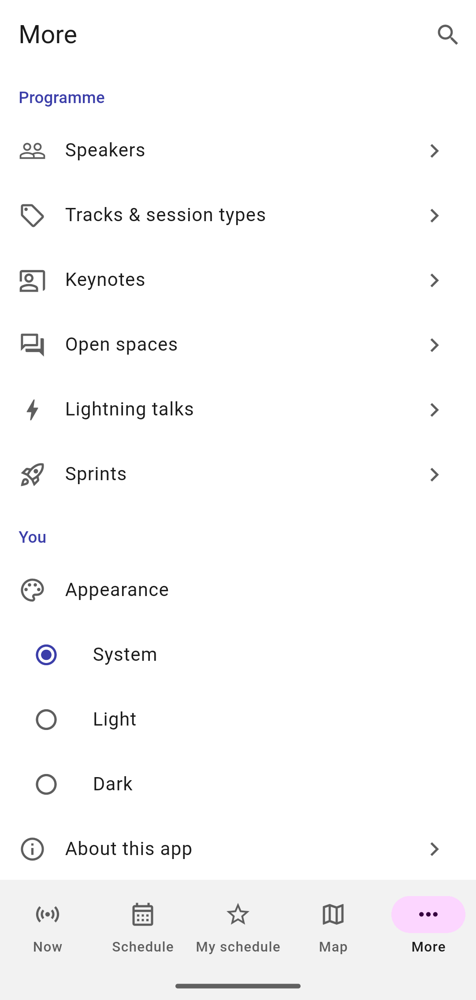 More
Programme
Speakers
Tracks & session types
Keynotes
Open spaces
Lightning talks
Sprints
You
Appearance
System
Light
Dark
About this app
Now
Schedule
My schedule
Map
More